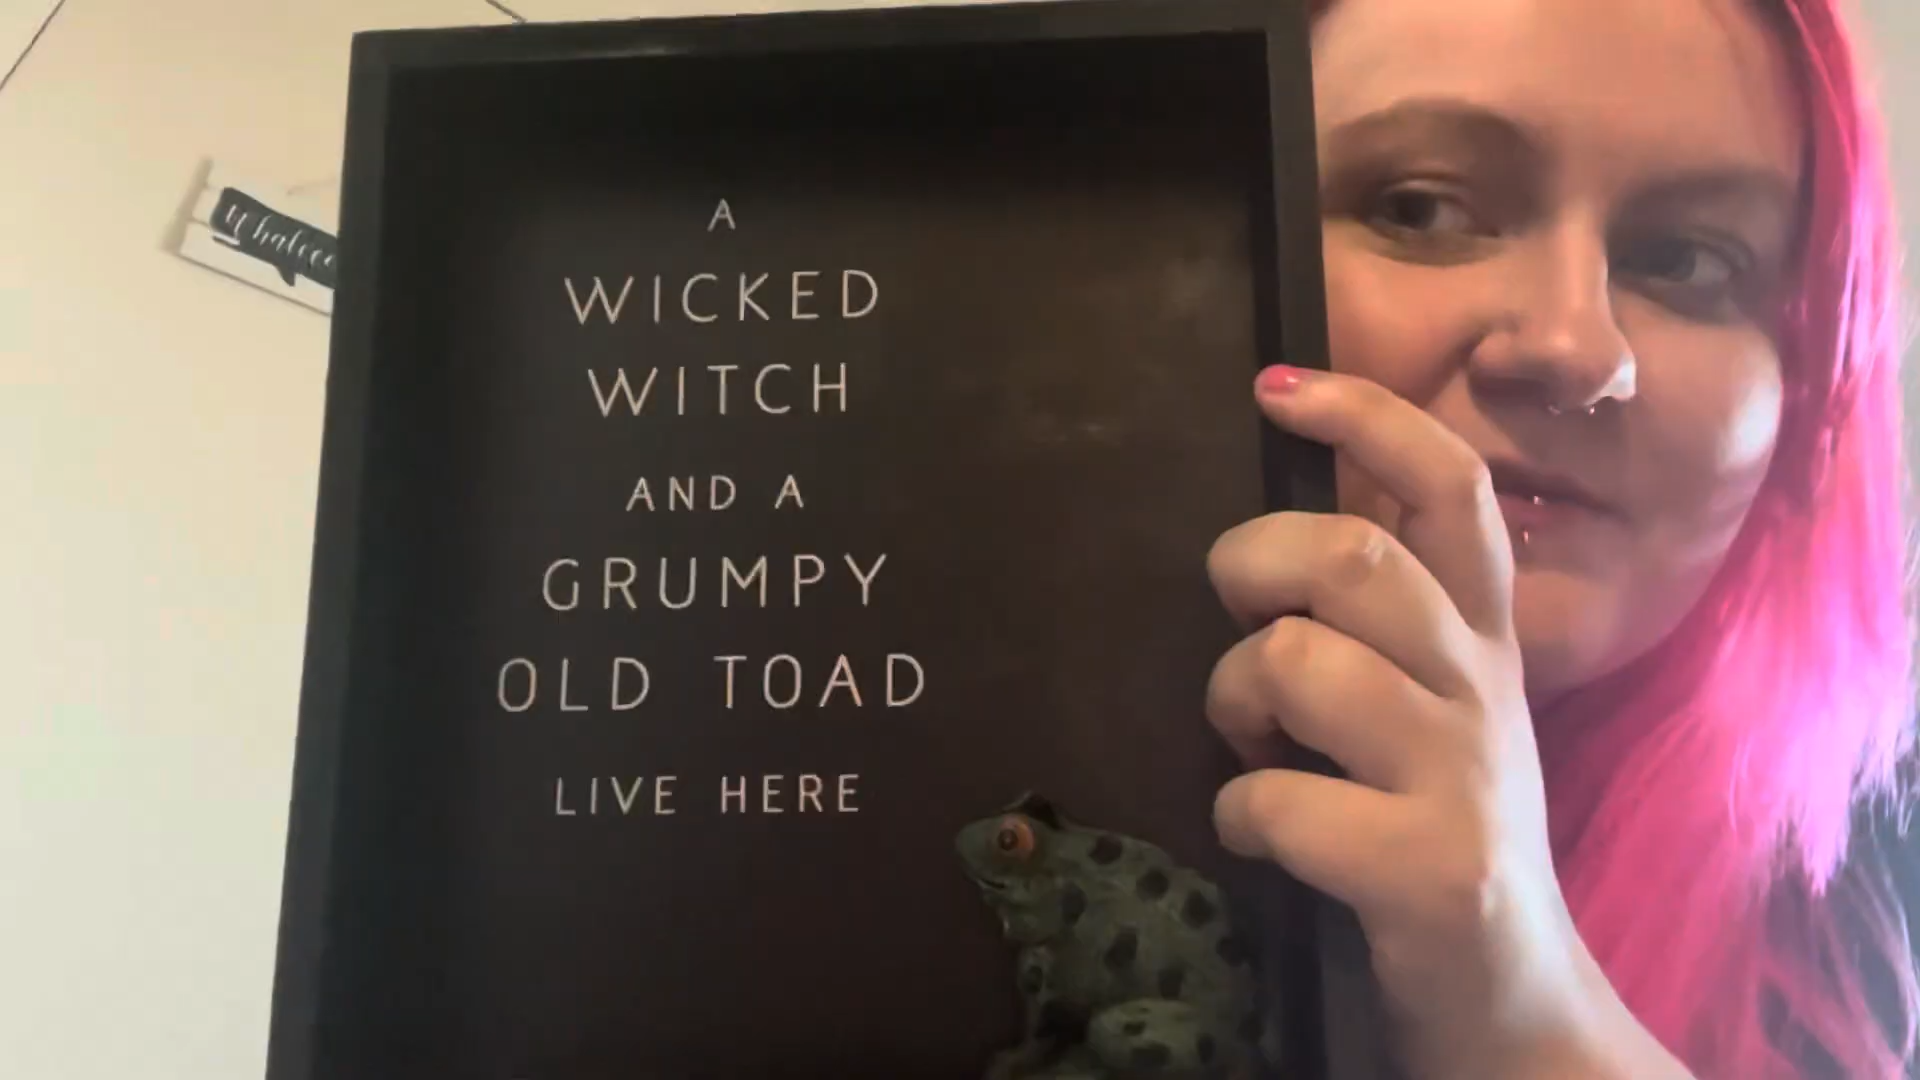 A
WICKED
WITCH
AND A
GRUMPY
OLD TOAD
LIVE HERE